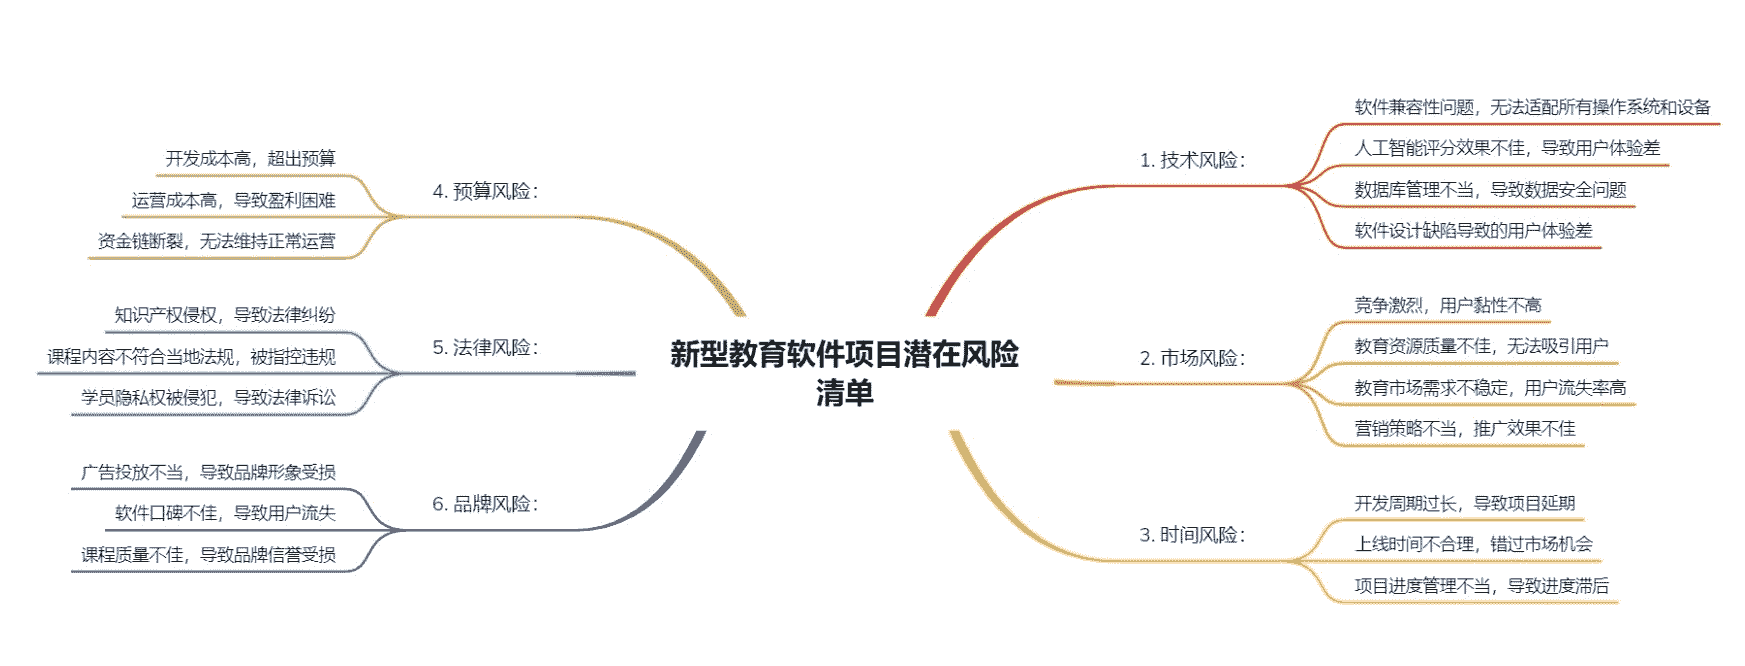 新型教育软件项目潜在风险
清单
1. 技术风险：
软件兼容性问题，无法适配所有操作系统和设备
人工智能评分效果不佳，导致用户体验差
数据库管理不当，导致数据安全问题
软件设计缺陷导致的用户体验差
2. 市场风险：
竞争激烈，用户黏性不高
教育资源质量不佳，无法吸引用户
教育市场需求不稳定，用户流失率高
营销策略不当，推广效果不佳
3. 时间风险：
开发周期过长，导致项目延期
上线时间不合理，错过市场机会
项目进度管理不当，导致进度滞后
4. 预算风险：
开发成本高，超出预算
运营成本高，导致盈利困难
资金链断裂，无法维持正常运营
5. 法律风险：
知识产权侵权，导致法律纠纷
课程内容不符合当地法规，被指控违规
学员隐私权被侵犯，导致法律诉讼
6. 品牌风险：
广告投放不当，导致品牌形象受损
软件口碑不佳，导致用户流失
课程质量不佳，导致品牌信誉受损